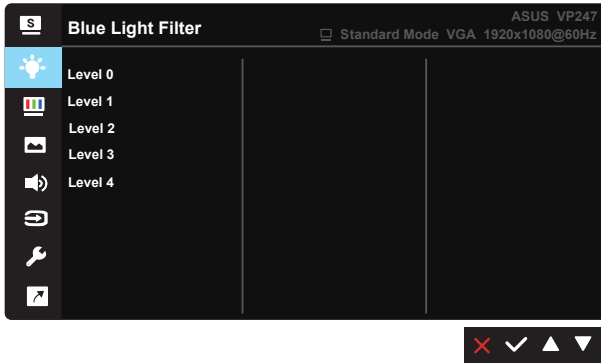 S
Blue Light Filter
ASUS VP247
Standard Mode VGA 1920x1080@60Hz
Level 0
Level 1
Level 2
Level 3
Level 4